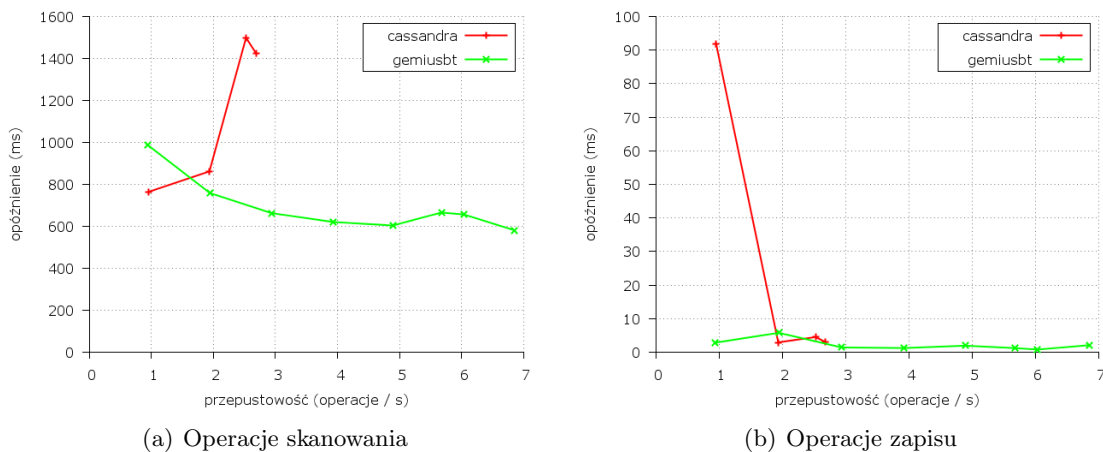 1600
1400
1200
1000
800
600
400
200
0
opóźnienie (ms)
cassandra
gemiusbt
0 1 2 3 4 5 6 7
przepustowość (operacje / s)
(a) Operacje skanowania
100
90
80
70
60
50
40
30
20
10
0
opóźnienie (ms)
cassandra
gemiusbt
0 1 2 3 4 5 6 7
przepustowość (operacje / s)
(b) Operacje zapisu